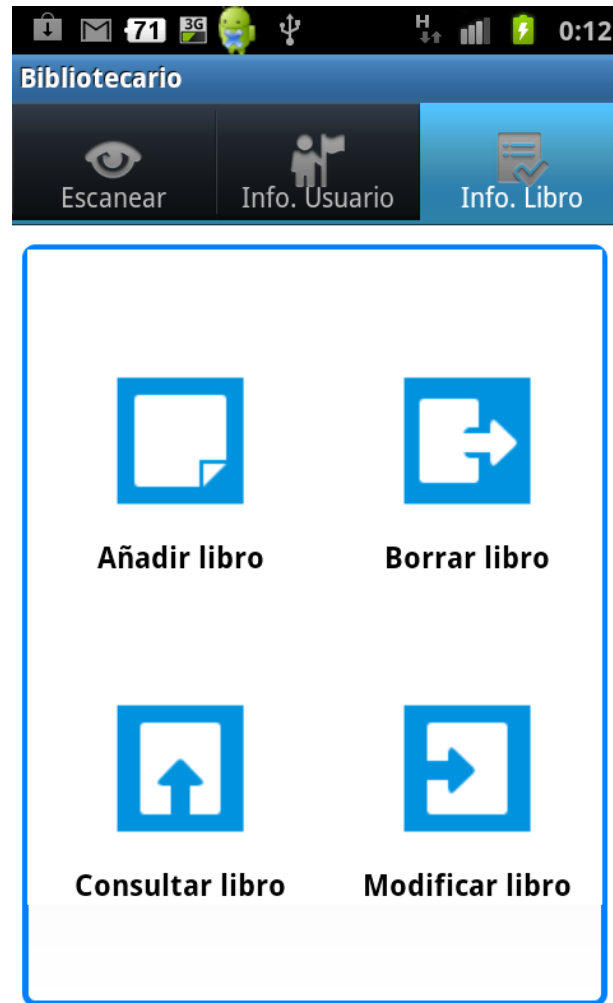 71 3G H 0:12
Bibliotecario
Escanear Info. Usuario Info. Libro
Añadir libro Borrar libro
Consultar libro Modificar libro